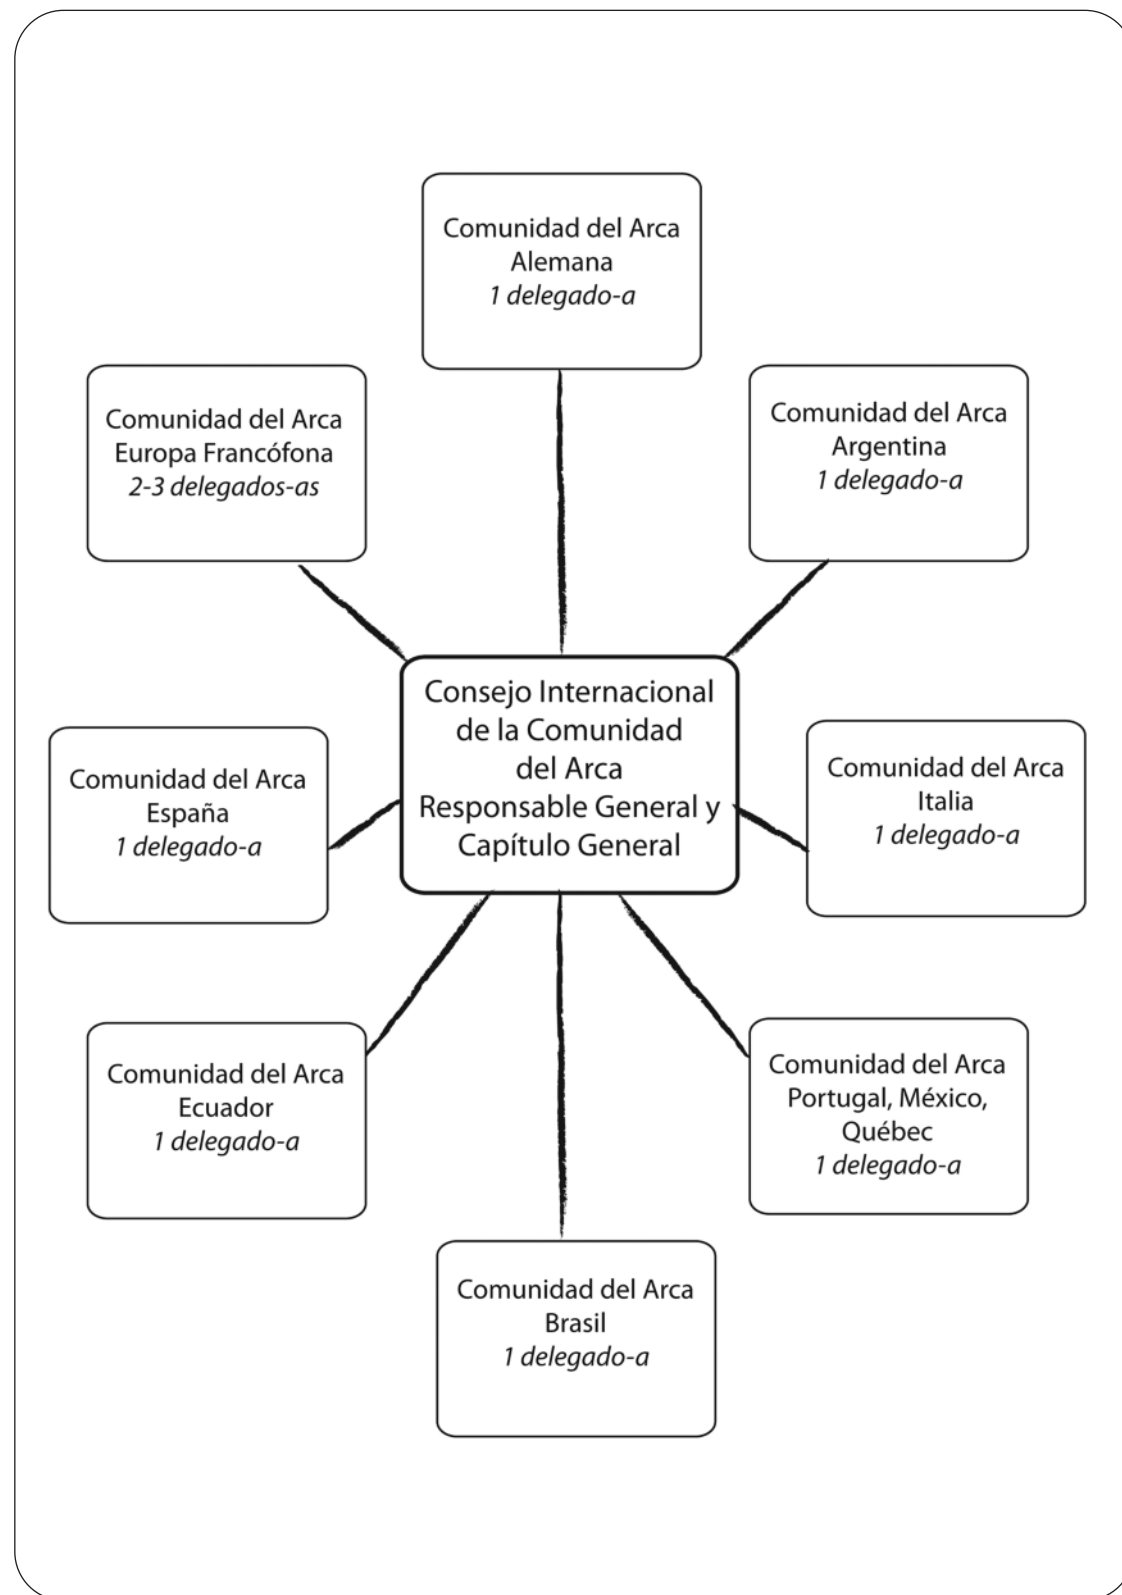 Comunidad del Arca
Alemana
1 delegado-a
Comunidad del Arca
Europa Francófona
2-3 delegados-as
Comunidad del Arca
Argentina
1 delegado-a
Consejo Internacional
de la Comunidad
del Arca
Responsable General y
Capítulo General
Comunidad del Arca
España
1 delegado-a
Comunidad del Arca
Italia
1 delegado-a
Comunidad del Arca
Ecuador
1 delegado-a
Comunidad del Arca
Portugal, México,
Québec
1 delegado-a
Comunidad del Arca
Brasil
1 delegado-a